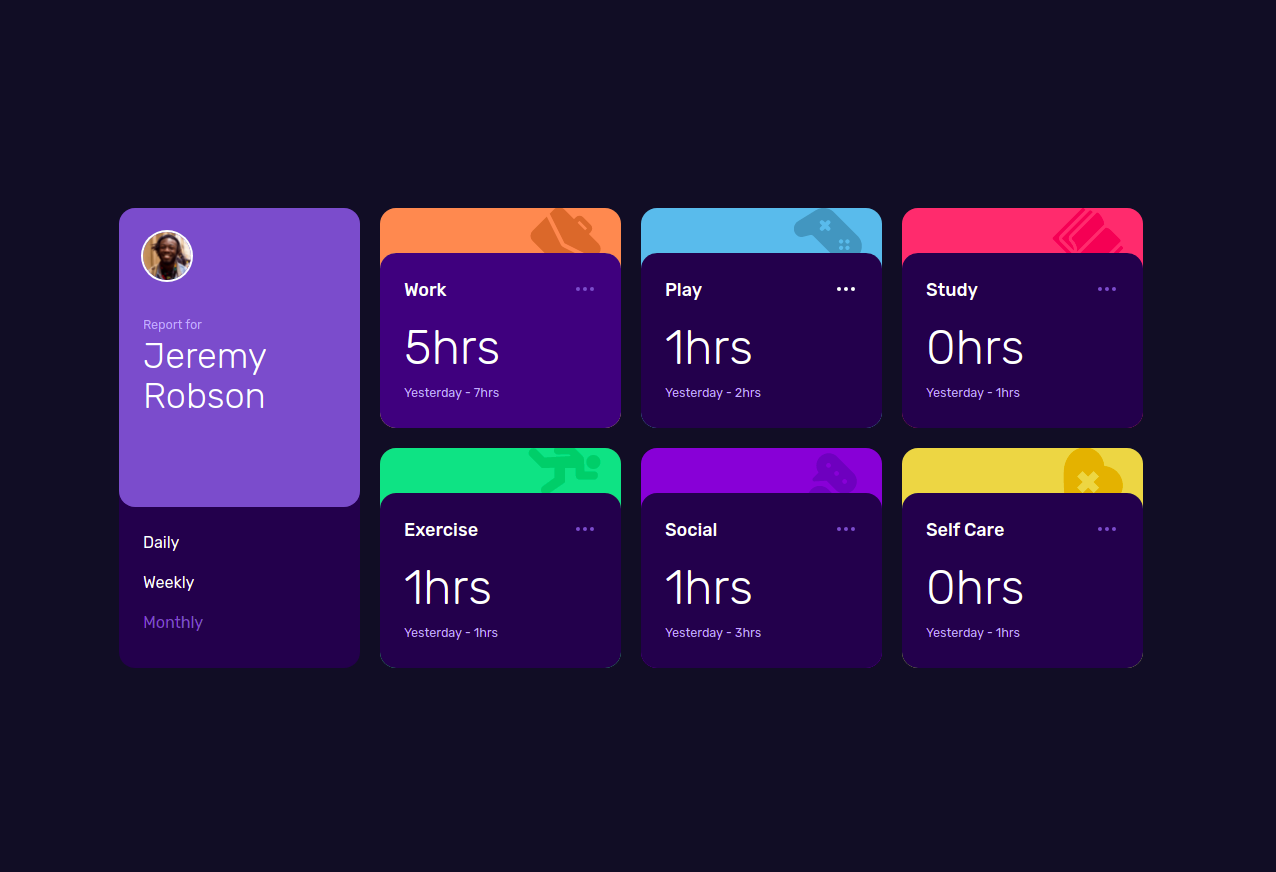 Report for
Jeremy
Robson
Daily
Weekly
Monthly
Work
5hrs
Yesterday - 7hrs
Play
1hrs
Yesterday - 2hrs
Study
0hrs
Yesterday - 1hrs
Exercise
1hrs
Yesterday - 1hrs
Social
1hrs
Yesterday - 3hrs
Self Care
0hrs
Yesterday - 1hrs